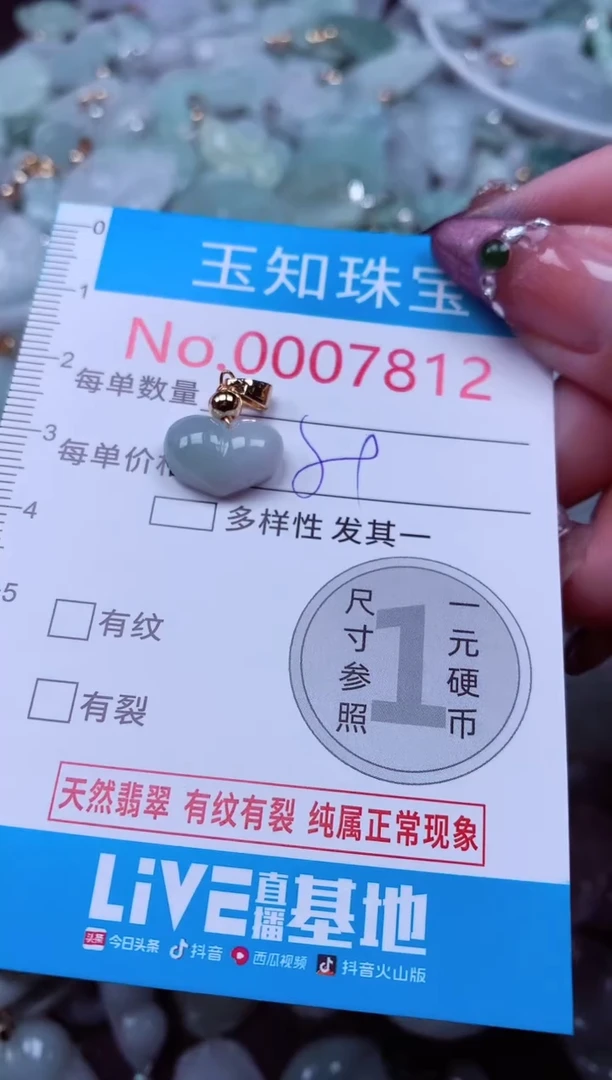 0
1
2
3
4
5
玉知珠宝
No.0007812
每单数量
每单价格
多样性 发其一
有纹
有裂
尺寸参照
1
一元硬币
天然翡翠 有纹有裂 纯属正常现象
LiVE直播基地
头条 今日头条 抖音 西瓜视频 抖音火山版